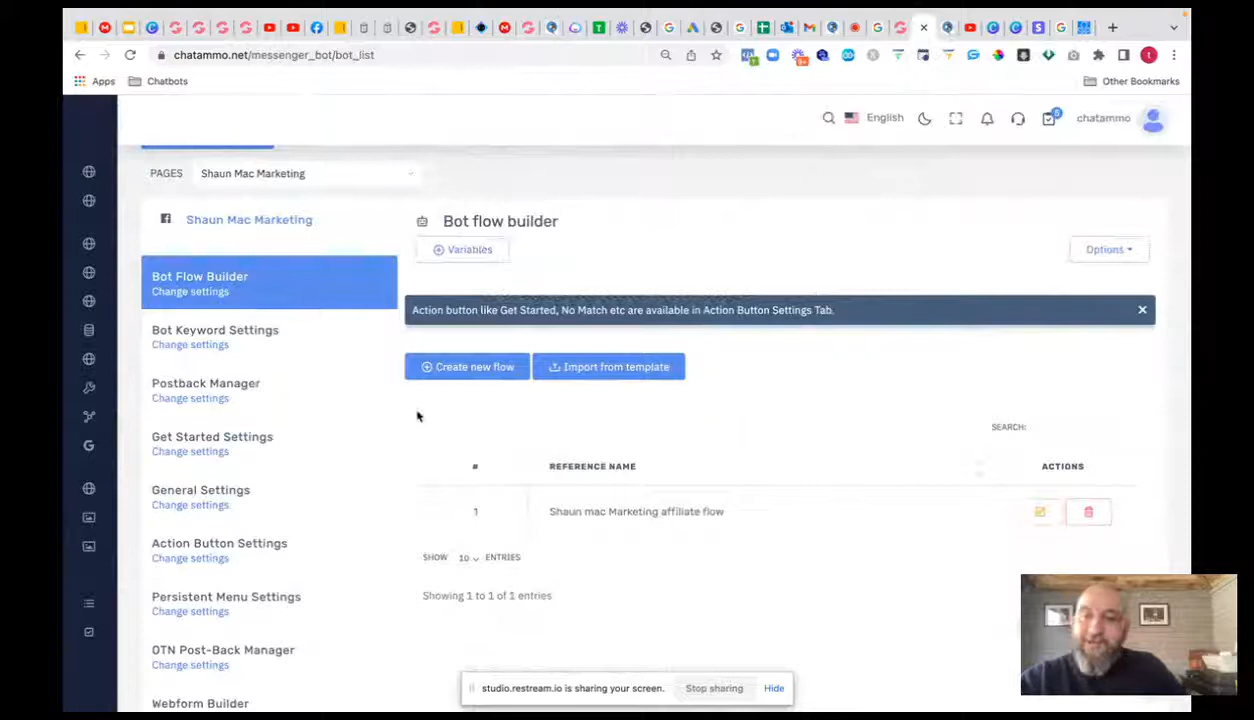 chatammo.net/messenger_bot/bot_list
Apps
Chatbots
Other Bookmarks
English
chatammo
PAGES
Shaun Mac Marketing
Shaun Mac Marketing
Bot Flow Builder
Change settings
Bot Keyword Settings
Change settings
Postback Manager
Change settings
Get Started Settings
Change settings
General Settings
Change settings
Action Button Settings
Change settings
Persistent Menu Settings
Change settings
OTN Post-Back Manager
Change settings
Webform Builder
Bot flow builder
Variables
Options
Action button like Get Started, No Match etc are available in Action Button Settings Tab.
Create new flow
Import from template
SEARCH:
# REFERENCE NAME ACTIONS
1 Shaun mac Marketing affiliate flow
SHOW 10 ENTRIES
Showing 1 to 1 of 1 entries
studio.restream.io is sharing your screen. Stop sharing Hide